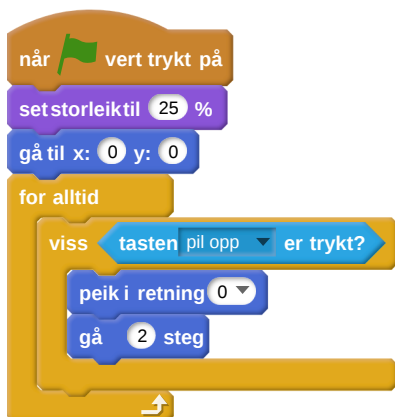 når vert trykt på
set storleik til 25 %
gå til x: 0 y: 0
for alltid
viss tasten pil opp er trykt?
peik i retning 0
gå 2 steg